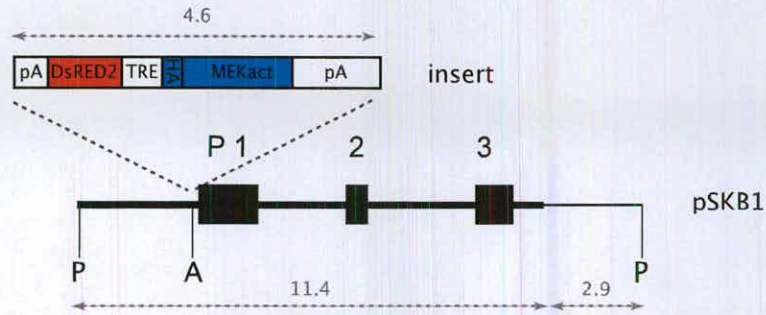 4.6
pA DsRED2 TRE HA MEKact pA
insert
P 1 2 3
pSKB1
P A P
11.4 2.9